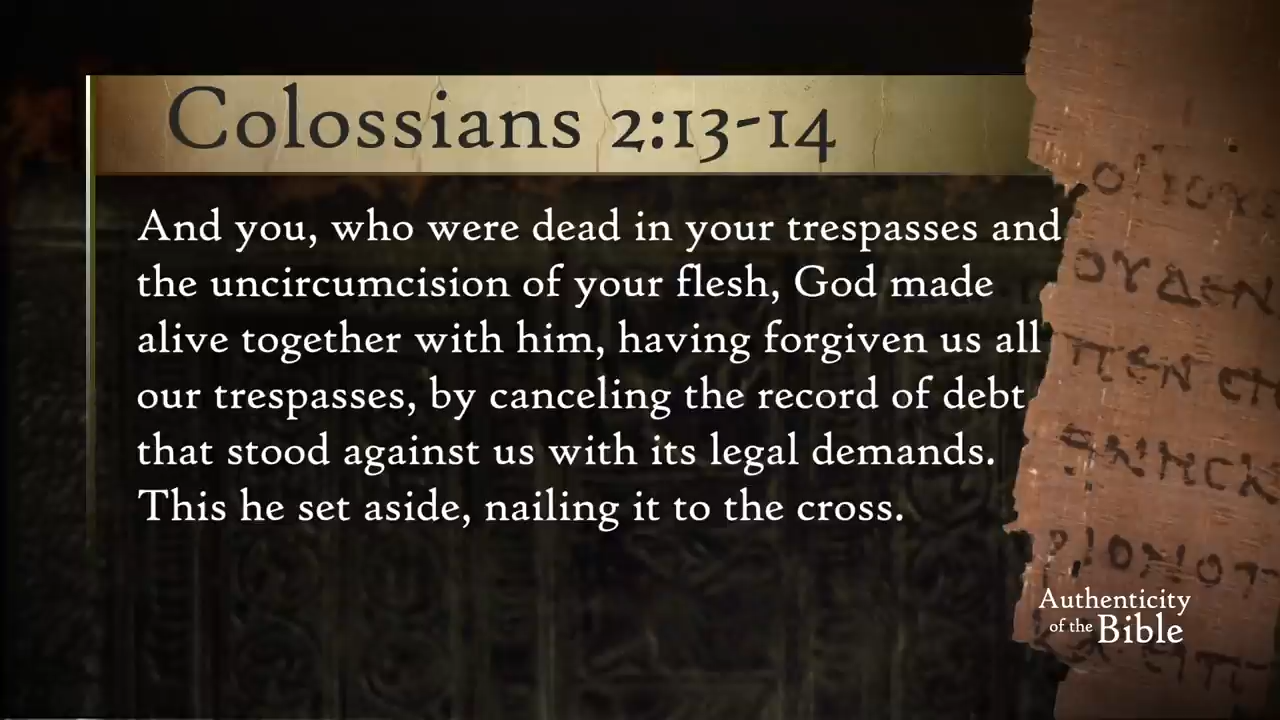 Colossians 2:13-14
And you, who were dead in your trespasses and
the uncircumcision of your flesh, God made
alive together with him, having forgiven us all
our trespasses, by canceling the record of debt
that stood against us with its legal demands.
This he set aside, nailing it to the cross.
ΟΥΔΕΝ
Authenticity
of the Bible